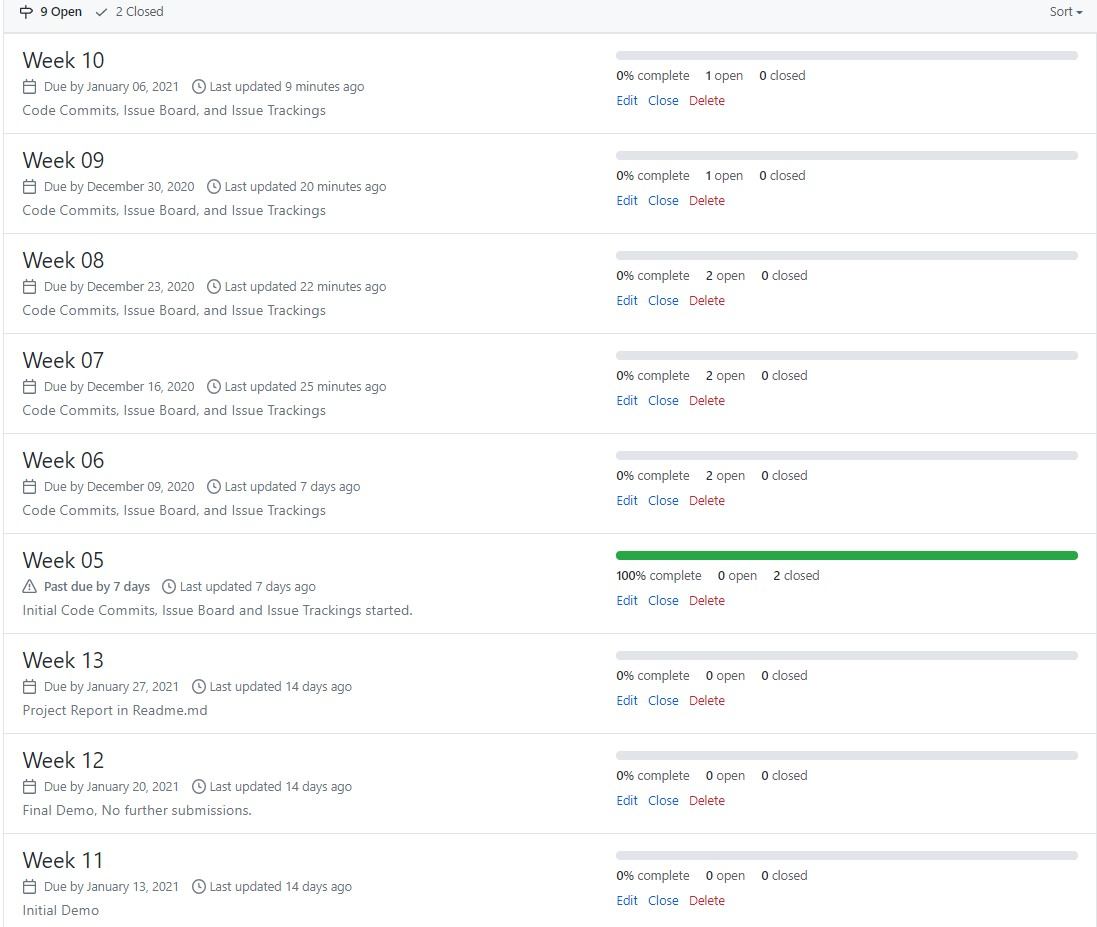 9 Open 2 Closed Sort
Week 10
Due by January 06, 2021 Last updated 9 minutes ago
Code Commits, Issue Board, and Issue Trackings
0% complete 1 open 0 closed
Edit Close Delete
Week 09
Due by December 30, 2020 Last updated 20 minutes ago
Code Commits, Issue Board, and Issue Trackings
0% complete 1 open 0 closed
Edit Close Delete
Week 08
Due by December 23, 2020 Last updated 22 minutes ago
Code Commits, Issue Board, and Issue Trackings
0% complete 2 open 0 closed
Edit Close Delete
Week 07
Due by December 16, 2020 Last updated 25 minutes ago
Code Commits, Issue Board, and Issue Trackings
0% complete 2 open 0 closed
Edit Close Delete
Week 06
Due by December 09, 2020 Last updated 7 days ago
Code Commits, Issue Board, and Issue Trackings
0% complete 2 open 0 closed
Edit Close Delete
Week 05
Past due by 7 days Last updated 7 days ago
Initial Code Commits, Issue Board and Issue Trackings started.
100% complete 0 open 2 closed
Edit Close Delete
Week 13
Due by January 27, 2021 Last updated 14 days ago
Project Report in Readme.md
0% complete 0 open 0 closed
Edit Close Delete
Week 12
Due by January 20, 2021 Last updated 14 days ago
Final Demo, No further submissions.
0% complete 0 open 0 closed
Edit Close Delete
Week 11
Due by January 13, 2021 Last updated 14 days ago
Initial Demo
0% complete 0 open 0 closed
Edit Close Delete